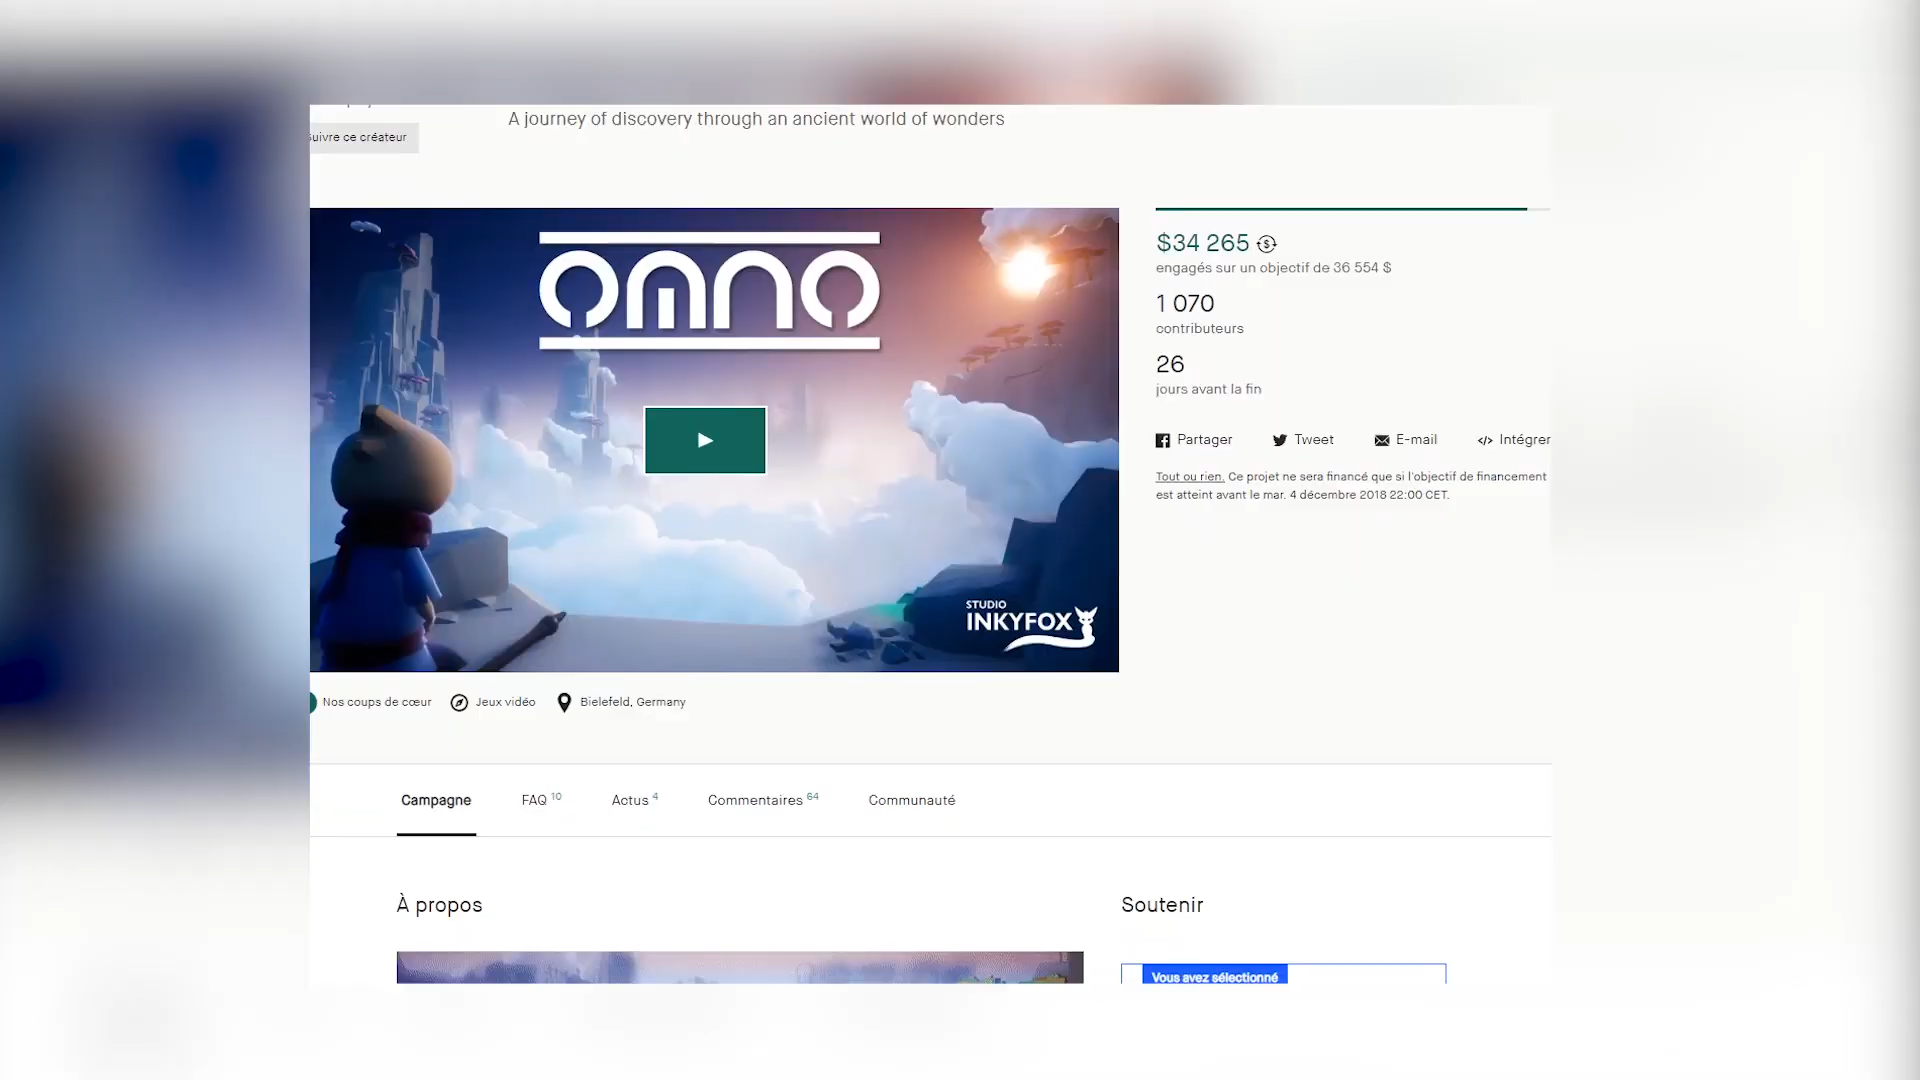 A journey of discovery through an ancient world of wonders
Suivre ce créateur
OMNO
$34 265
engagés sur un objectif de 36 554 $
1 070
contributeurs
26
jours avant la fin
Partager Tweet E-mail Intégrer
Tout ou rien. Ce projet ne sera financé que si l'objectif de financement
est atteint avant le mar. 4 décembre 2018 22:00 CET.
STUDIO
INKYFOX
Nos coups de cœur Jeux vidéo Bielefeld, Germany
Campagne FAQ 10 Actus 4 Commentaires 64 Communauté
À propos
Soutenir
Vous avez sélectionné